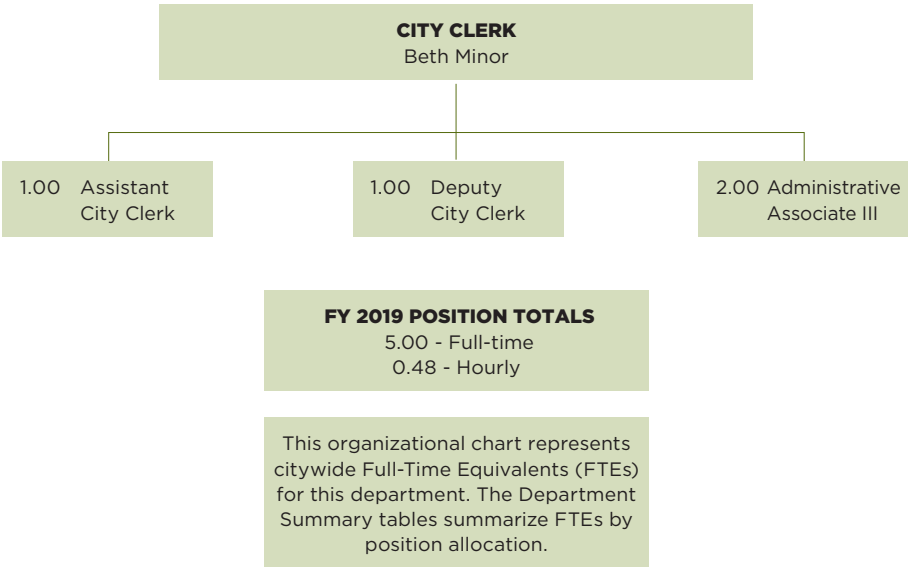 CITY CLERK
Beth Minor
1.00 Assistant
City Clerk
1.00 Deputy
City Clerk
2.00 Administrative
Associate III
FY 2019 POSITION TOTALS
5.00 - Full-time
0.48 - Hourly
This organizational chart represents
citywide Full-Time Equivalents (FTEs)
for this department. The Department
Summary tables summarize FTEs by
position allocation.